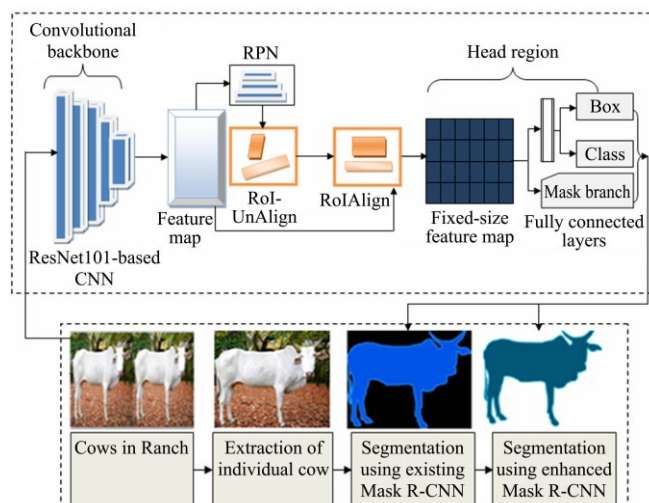 Convolutional
backbone
RPN
Head region
Box
Class
Mask branch
RoI-
UnAlign
RoIAlign
Feature
map
Fixed-size
feature map
Fully connected
layers
ResNet101-based
CNN
Cows in Ranch
Extraction of
individual cow
Segmentation
using existing
Mask R-CNN
Segmentation
using enhanced
Mask R-CNN